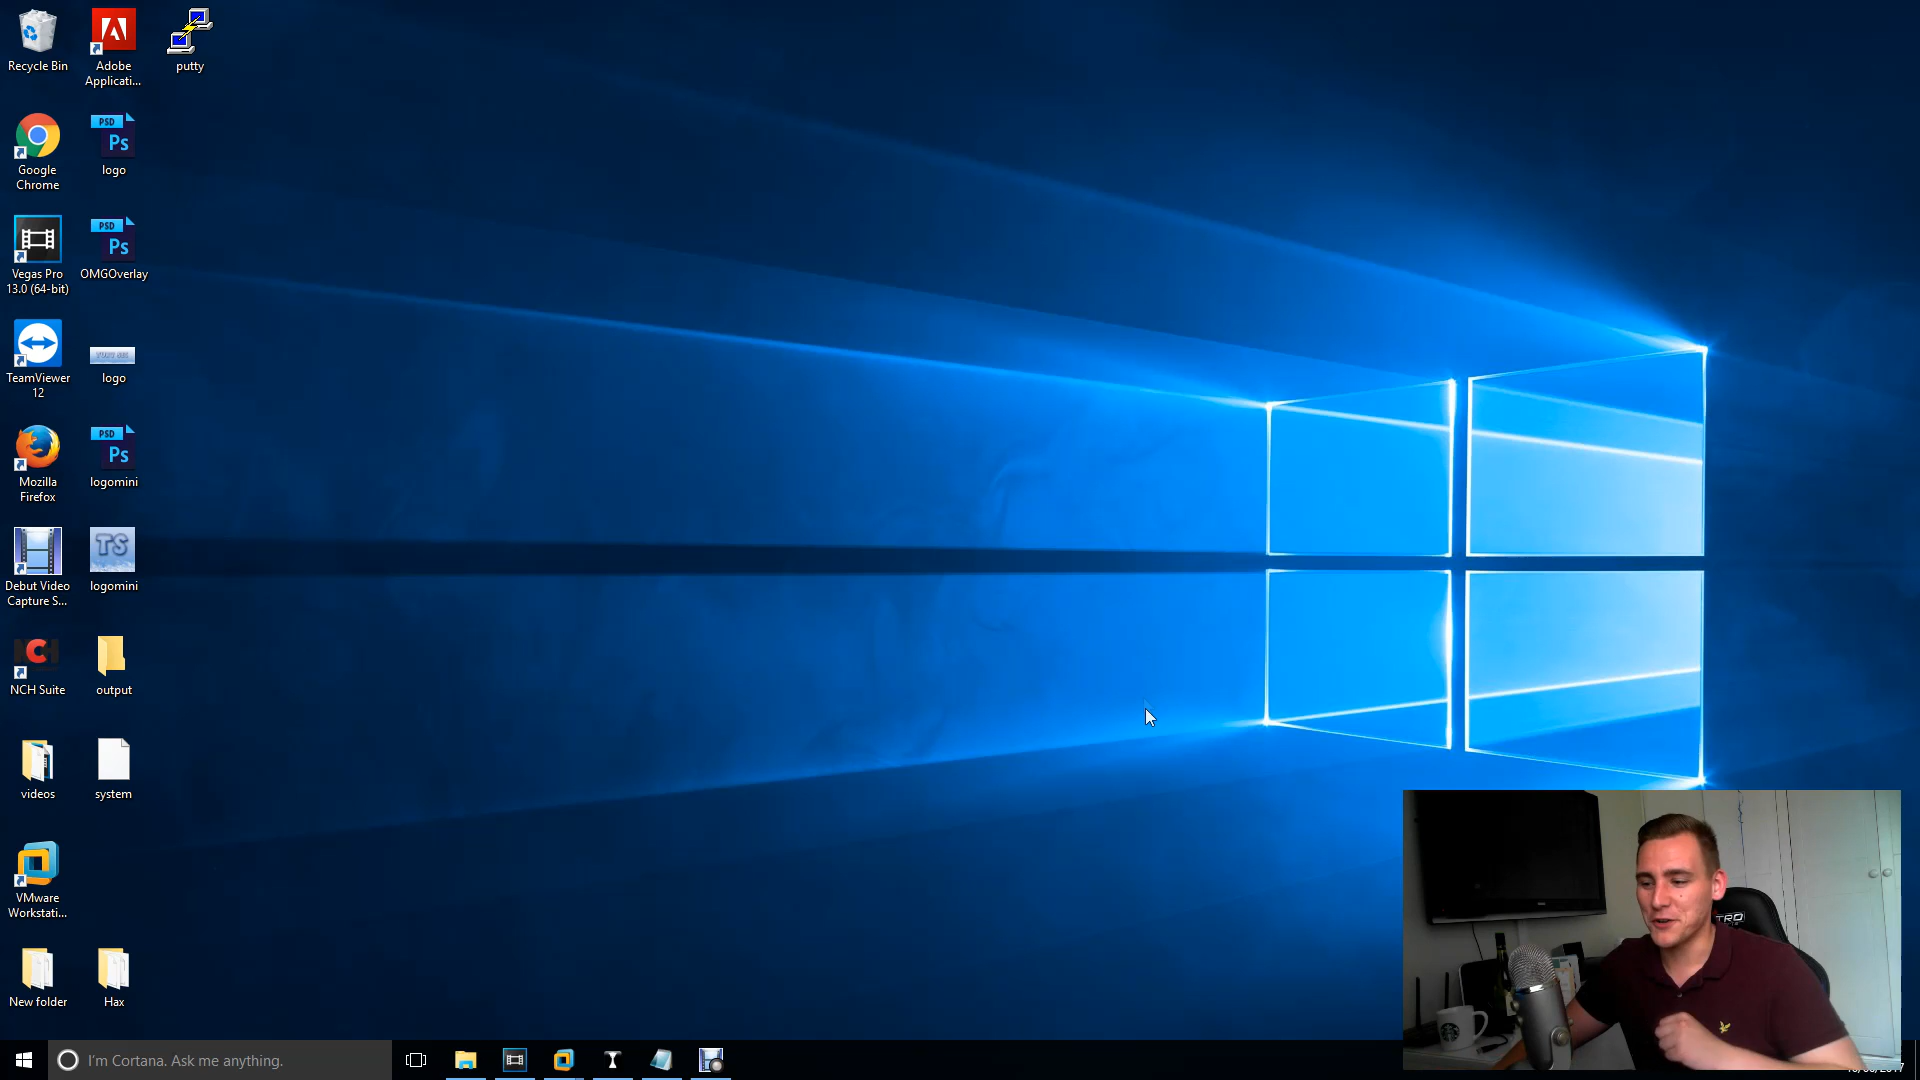 Recycle Bin
Adobe
Applicati...
putty
Google
Chrome
PSD
Ps
logo
Vegas Pro
13.0 (64-bit)
PSD
Ps
OMGOverlay
TeamViewer
12
logo
Mozilla
Firefox
PSD
Ps
logomini
Debut Video
Capture S...
TS
logomini
NCH
NCH Suite
output
videos
system
VMware
Workstati...
New folder
Hax
I'm Cortana. Ask me anything.